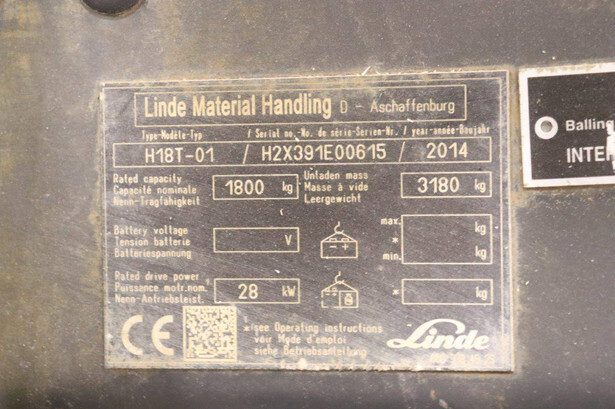 Linde Material Handling D - Aschaffenburg
Type-Modèle-Typ / Serial no.-No. de série-Serien-Nr. / year-année-Baujahr
H18T-01 / H2X391E00615 / 2014
Rated capacity
Capacité nominale
Nenn-Tragfähigkeit
1800 kg
Unladen mass
Masse à vide
Leergewicht
3180 kg
Battery voltage
Tension batterie
Batteriespannung
V
- +
max. kg
*
min. kg
Rated drive power
Puissance motr.nom.
Nenn-Antriebsleist.
28 kW
* kg
CE
*=see Operating instructions
voir Mode d'emploi
siehe Betriebsanleitung
Linde
Balling
INTER